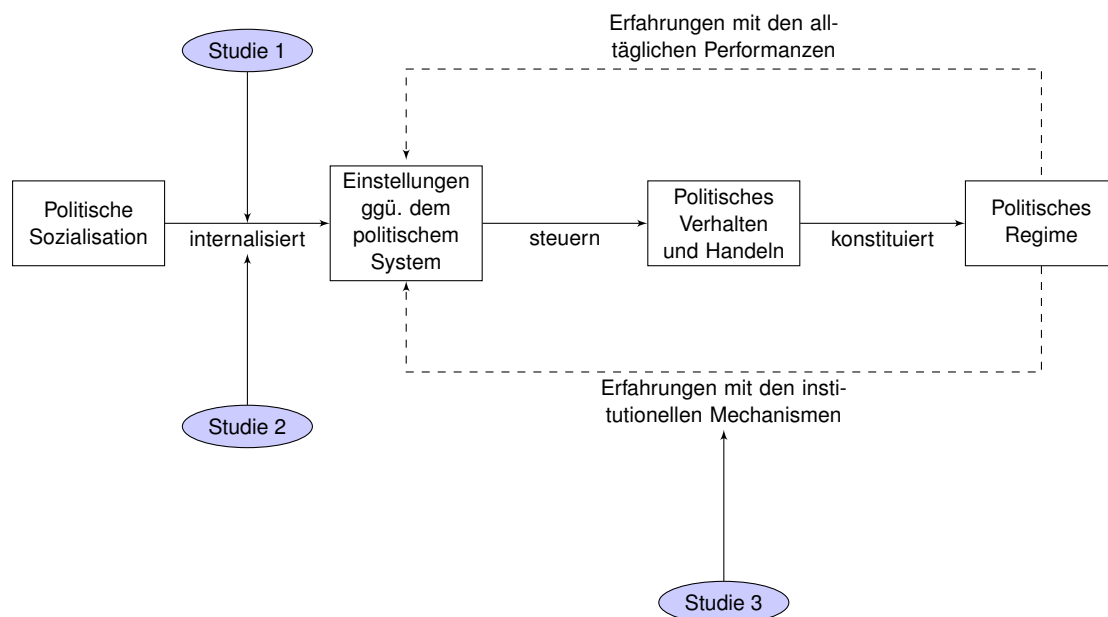 Erfahrungen mit den all-
täglichen Performanzen
Studie 1
Politische
Sozialisation
internalisiert
Einstellungen
ggü. dem
politischem
System
steuern
Politisches
Verhalten
und Handeln
konstituiert
Politisches
Regime
Erfahrungen mit den insti-
tutionellen Mechanismen
Studie 2
Studie 3